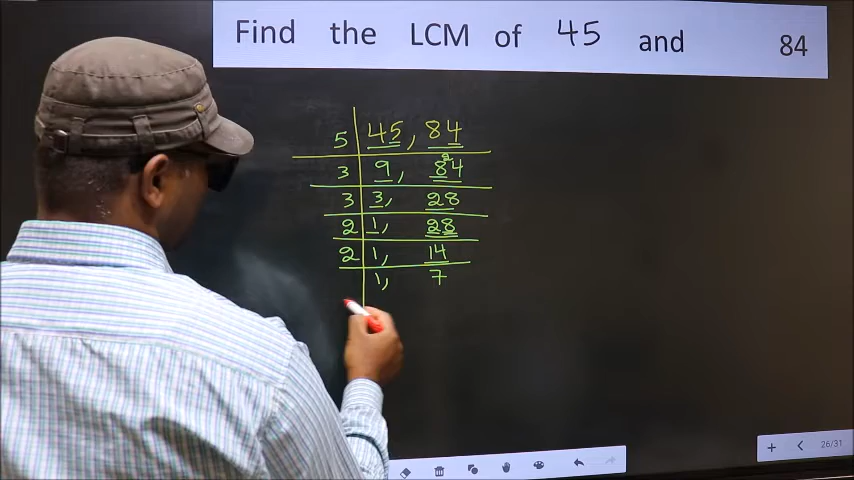 Find the LCM of 45 and 84
5 45, 84
3 9, 8²4
3 3, 28
2 1, 28
2 1, 14
1, 7
26/31